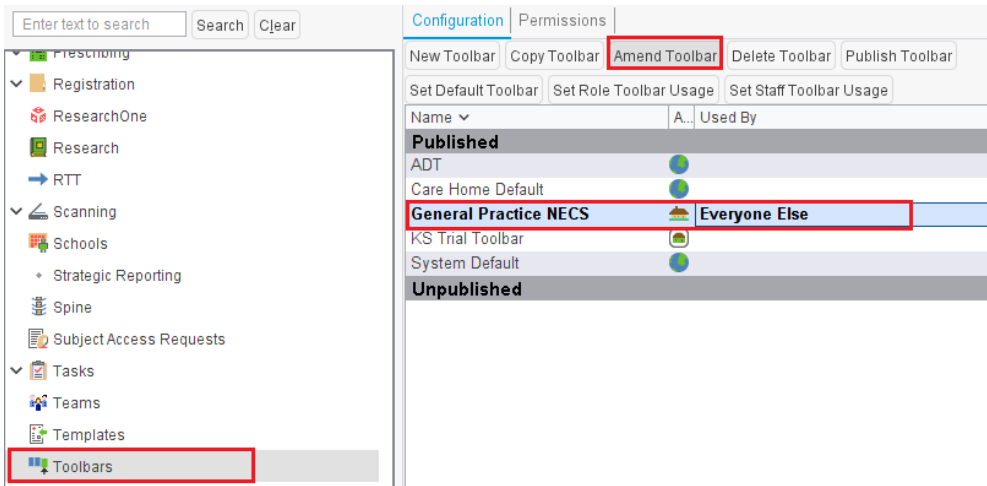 Enter text to search Search Clear
Prescribing
Registration
ResearchOne
Research
RTT
Scanning
Schools
Strategic Reporting
Spine
Subject Access Requests
Tasks
Teams
Templates
Toolbars
Configuration Permissions
New Toolbar Copy Toolbar Amend Toolbar Delete Toolbar Publish Toolbar
Set Default Toolbar Set Role Toolbar Usage Set Staff Toolbar Usage
Name A... Used By
Published
ADT
Care Home Default
General Practice NECS Everyone Else
KS Trial Toolbar
System Default
Unpublished